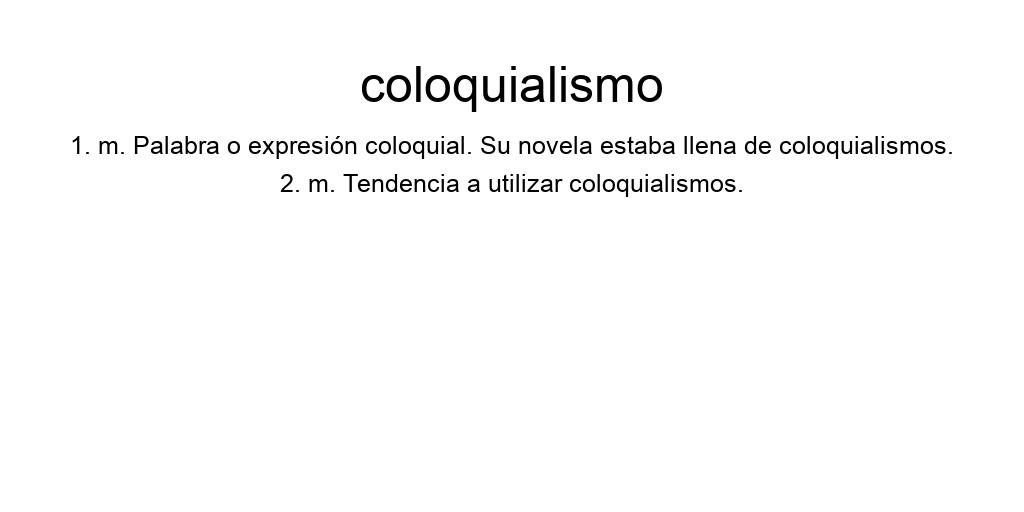 coloquialismo
1. m. Palabra o expresión coloquial. Su novela estaba llena de coloquialismos.
2. m. Tendencia a utilizar coloquialismos.